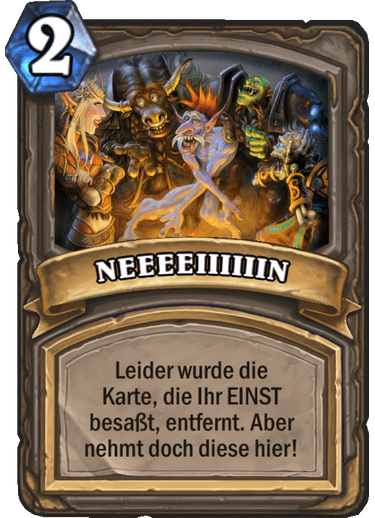 2
NEEEEIIIIIIN
Leider wurde die
Karte, die Ihr EINST
besaßt, entfernt. Aber
nehmt doch diese hier!